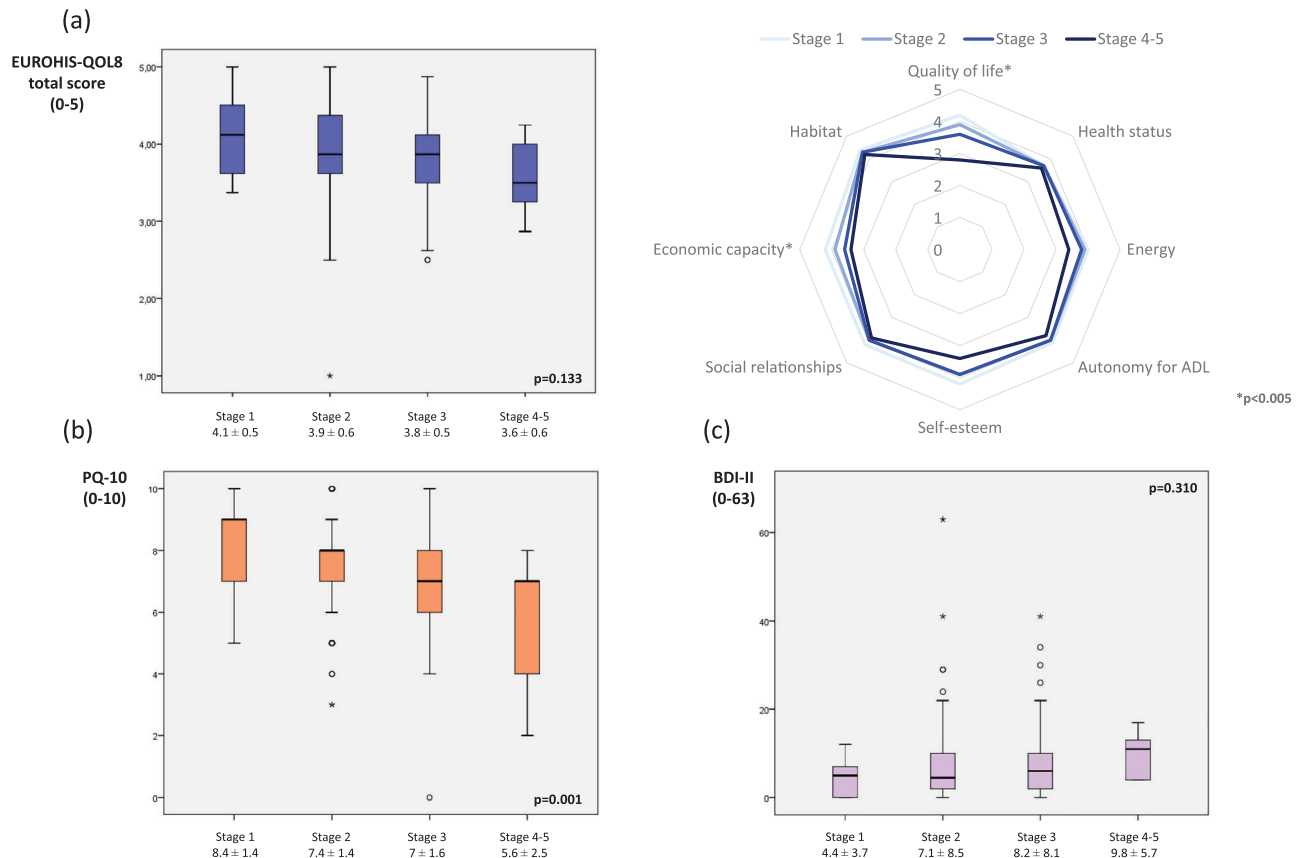 (a)
EUROHIS-QOL8
total score
(0-5)
5,00
4,00
3,00
2,00
1,00
p=0.133
Stage 1
4.1 ± 0.5
Stage 2
3.9 ± 0.6
Stage 3
3.8 ± 0.5
Stage 4-5
3.6 ± 0.6
Stage 1
Stage 2
Stage 3
Stage 4-5
Quality of life*
Health status
Energy
Autonomy for ADL
Self-esteem
Social relationships
Economic capacity*
Habitat
5
4
3
2
1
0
*p<0.005
(b)
PQ-10
(0-10)
10
8
6
4
2
0
p=0.001
Stage 1
8.4 ± 1.4
Stage 2
7.4 ± 1.4
Stage 3
7 ± 1.6
Stage 4-5
5.6 ± 2.5
(c)
BDI-II
(0-63)
p=0.310
60
40
20
0
Stage 1
4.4 ± 3.7
Stage 2
7.1 ± 8.5
Stage 3
8.2 ± 8.1
Stage 4-5
9.8 ± 5.7